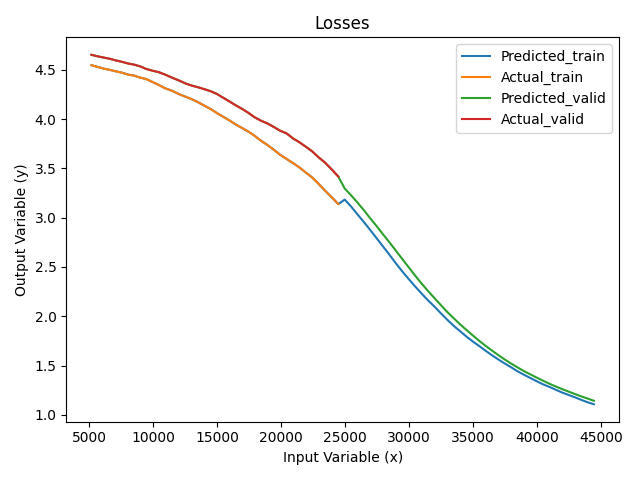 Losses
Predicted_train
Actual_train
Predicted_valid
Actual_valid
Output Variable (y)
4.5
4.0
3.5
3.0
2.5
2.0
1.5
1.0
5000 10000 15000 20000 25000 30000 35000 40000 45000
Input Variable (x)